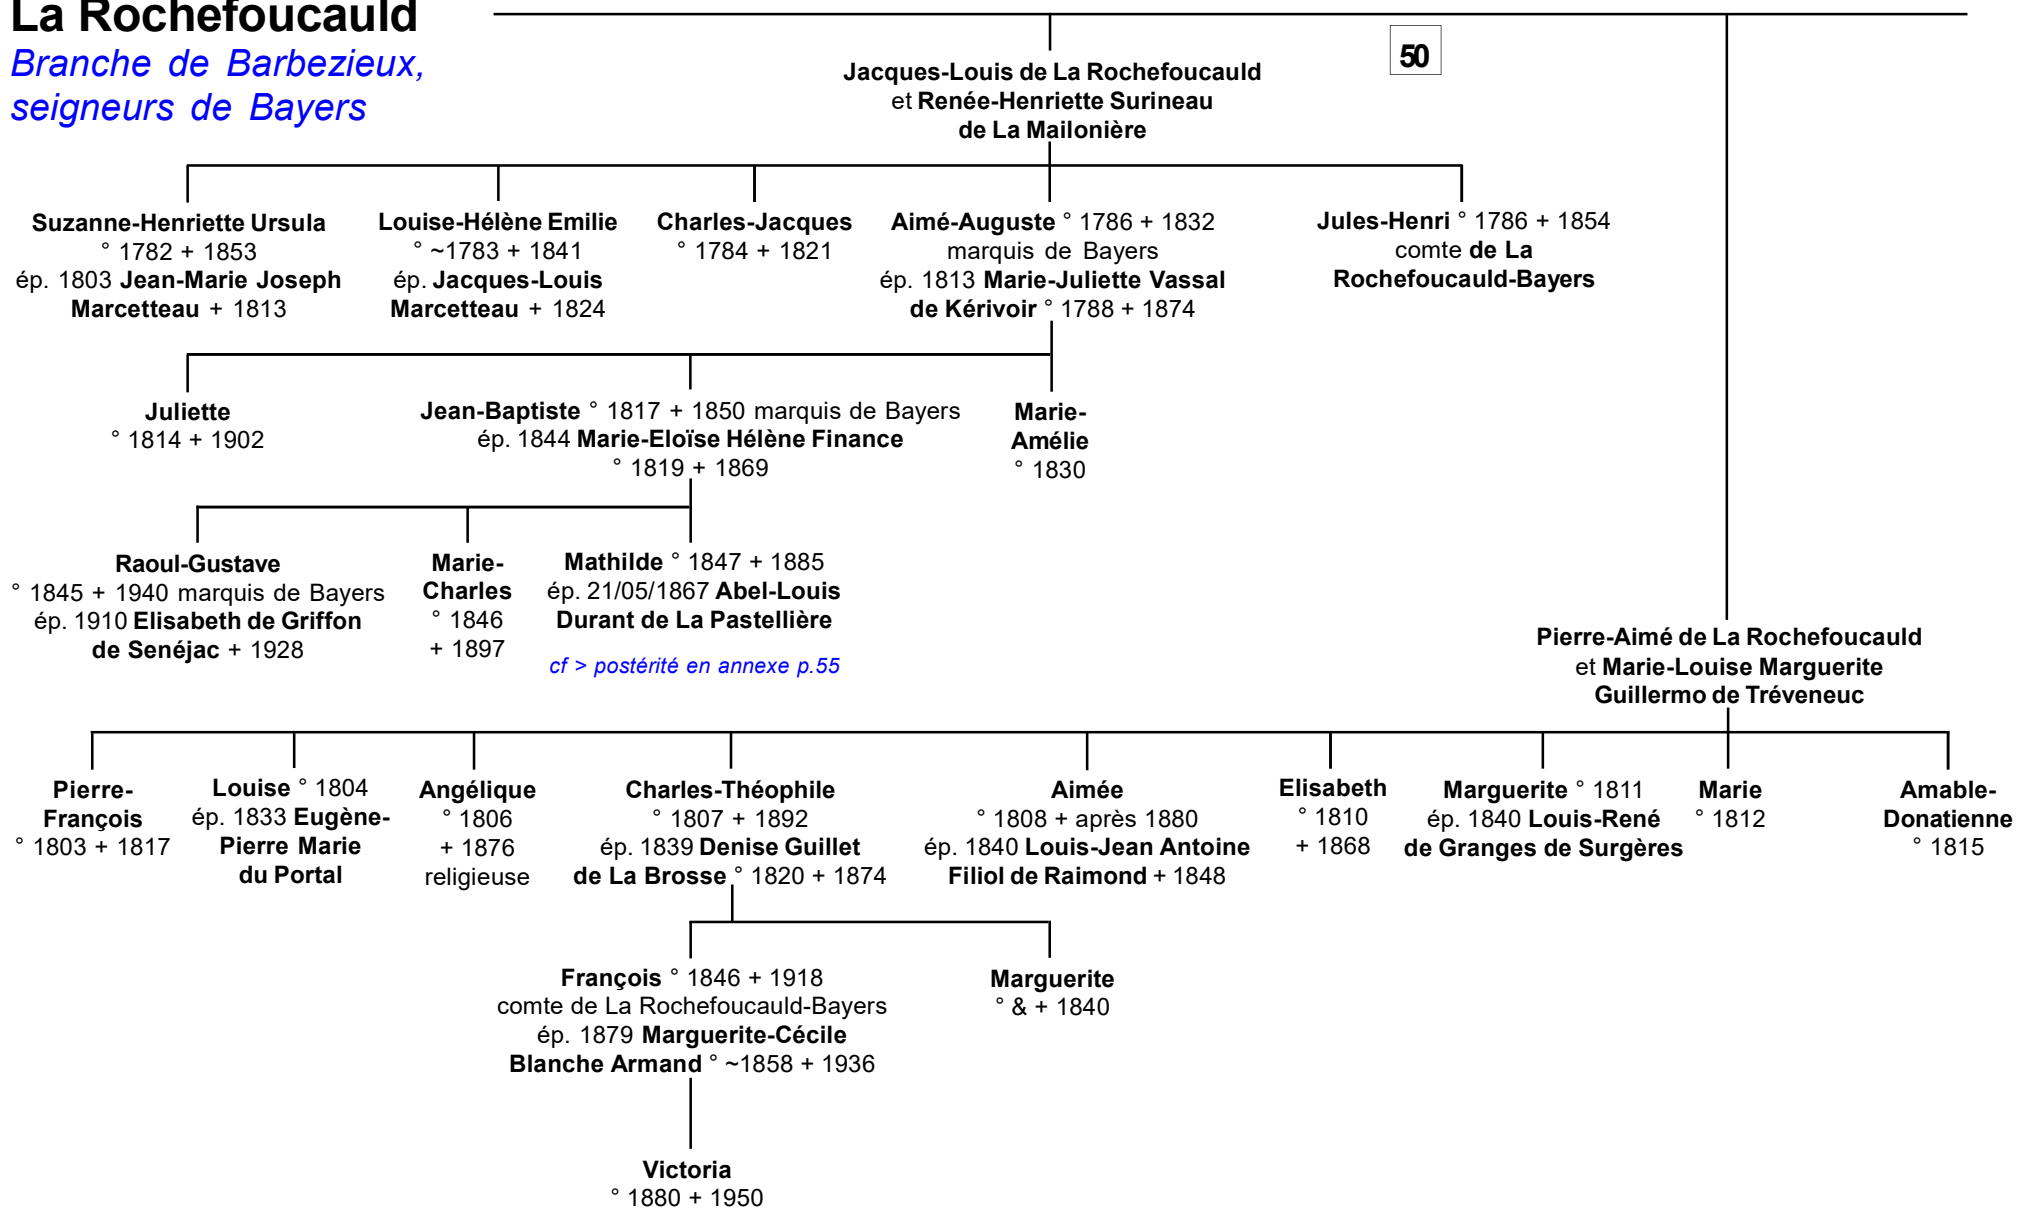 La Rochefoucauld
Branche de Barbezieux,
seigneurs de Bayers
50
Jacques-Louis de La Rochefoucauld
et Renée-Henriette Surineau
de La Mailonière
Suzanne-Henriette Ursula
° 1782 + 1853
ép. 1803 Jean-Marie Joseph
Marcetteau + 1813
Louise-Hélène Emilie
° ~1783 + 1841
ép. Jacques-Louis
Marcetteau + 1824
Charles-Jacques
° 1784 + 1821
Aimé-Auguste ° 1786 + 1832
marquis de Bayers
ép. 1813 Marie-Juliette Vassal
de Kérivoir ° 1788 + 1874
Jules-Henri ° 1786 + 1854
comte de La
Rochefoucauld-Bayers
Juliette
° 1814 + 1902
Jean-Baptiste ° 1817 + 1850 marquis de Bayers
ép. 1844 Marie-Eloïse Hélène Finance
° 1819 + 1869
Marie-
Amélie
° 1830
Raoul-Gustave
° 1845 + 1940 marquis de Bayers
ép. 1910 Elisabeth de Griffon
de Senéjac + 1928
Marie-
Charles
° 1846
+ 1897
Mathilde ° 1847 + 1885
ép. 21/05/1867 Abel-Louis
Durant de La Pastellière
cf > postérité en annexe p.55
Pierre-Aimé de La Rochefoucauld
et Marie-Louise Marguerite
Guillermo de Tréveneuc
Pierre-
François
° 1803 + 1817
Louise ° 1804
ép. 1833 Eugène-
Pierre Marie
du Portal
Angélique
° 1806
+ 1876
religieuse
Charles-Théophile
° 1807 + 1892
ép. 1839 Denise Guillet
de La Brosse ° 1820 + 1874
Aimée
° 1808 + après 1880
ép. 1840 Louis-Jean Antoine
Filiol de Raimond + 1848
Elisabeth
° 1810
+ 1868
Marguerite ° 1811
ép. 1840 Louis-René
de Granges de Surgères
Marie
° 1812
Amable-
Donatienne
° 1815
François ° 1846 + 1918
comte de La Rochefoucauld-Bayers
ép. 1879 Marguerite-Cécile
Blanche Armand ° ~1858 + 1936
Marguerite
° & + 1840
Victoria
° 1880 + 1950